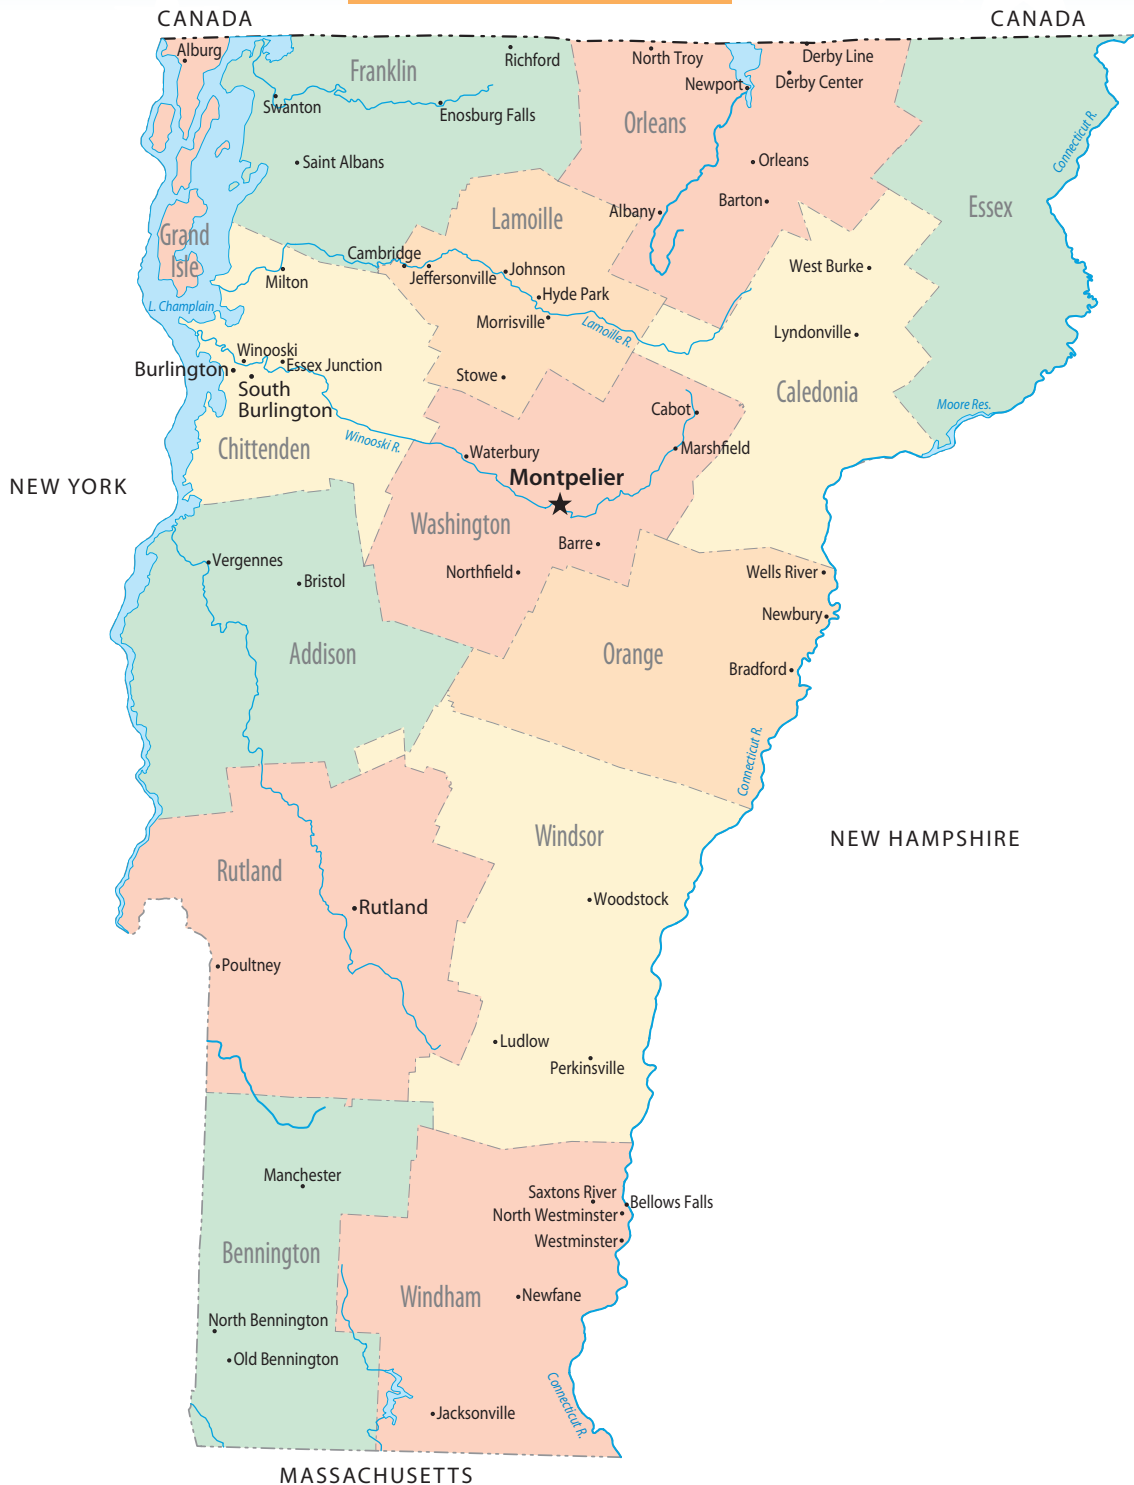 CANADA
CANADA
Alburg
Richford
North Troy
Derby Line
Franklin
Newport
Derby Center
Swanton
Enosburg Falls
Orleans
Connecticut R.
Saint Albans
Orleans
Barton
Essex
Lamoille
Albany
Grand
Isle
Cambridge
Jeffersonville
Johnson
West Burke
Milton
Hyde Park
L. Champlain
Morrisville
Lamoille R.
Lyndonville
Winooski
Essex Junction
Burlington
South
Burlington
Stowe
Caledonia
Cabot
Moore Res.
Chittenden
Winooski R.
Waterbury
Marshfield
Montpelier
NEW YORK
Washington
Barre
Vergennes
Bristol
Northfield
Wells River
Newbury
Addison
Orange
Bradford
Connecticut R.
Windsor
NEW HAMPSHIRE
Rutland
Rutland
Woodstock
Poultney
Ludlow
Perkinsville
Manchester
Saxtons River
Bellows Falls
North Westminster
Westminster
Bennington
Windham
Newfane
North Bennington
Old Bennington
Connecticut R.
Jacksonville
MASSACHUSETTS